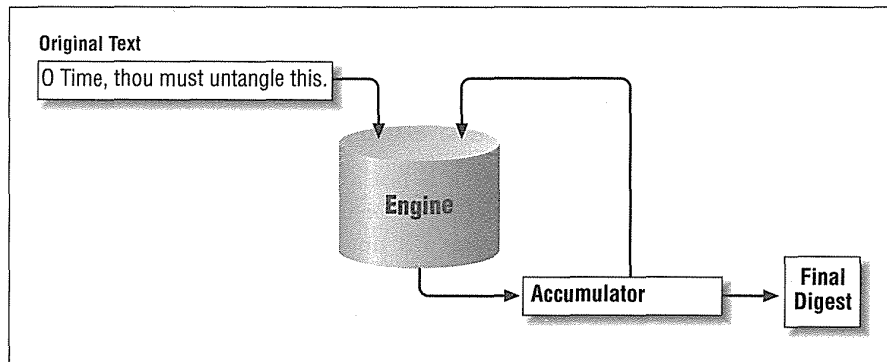 Original Text
O Time, thou must untangle this.
Engine
Accumulator
Final
Digest